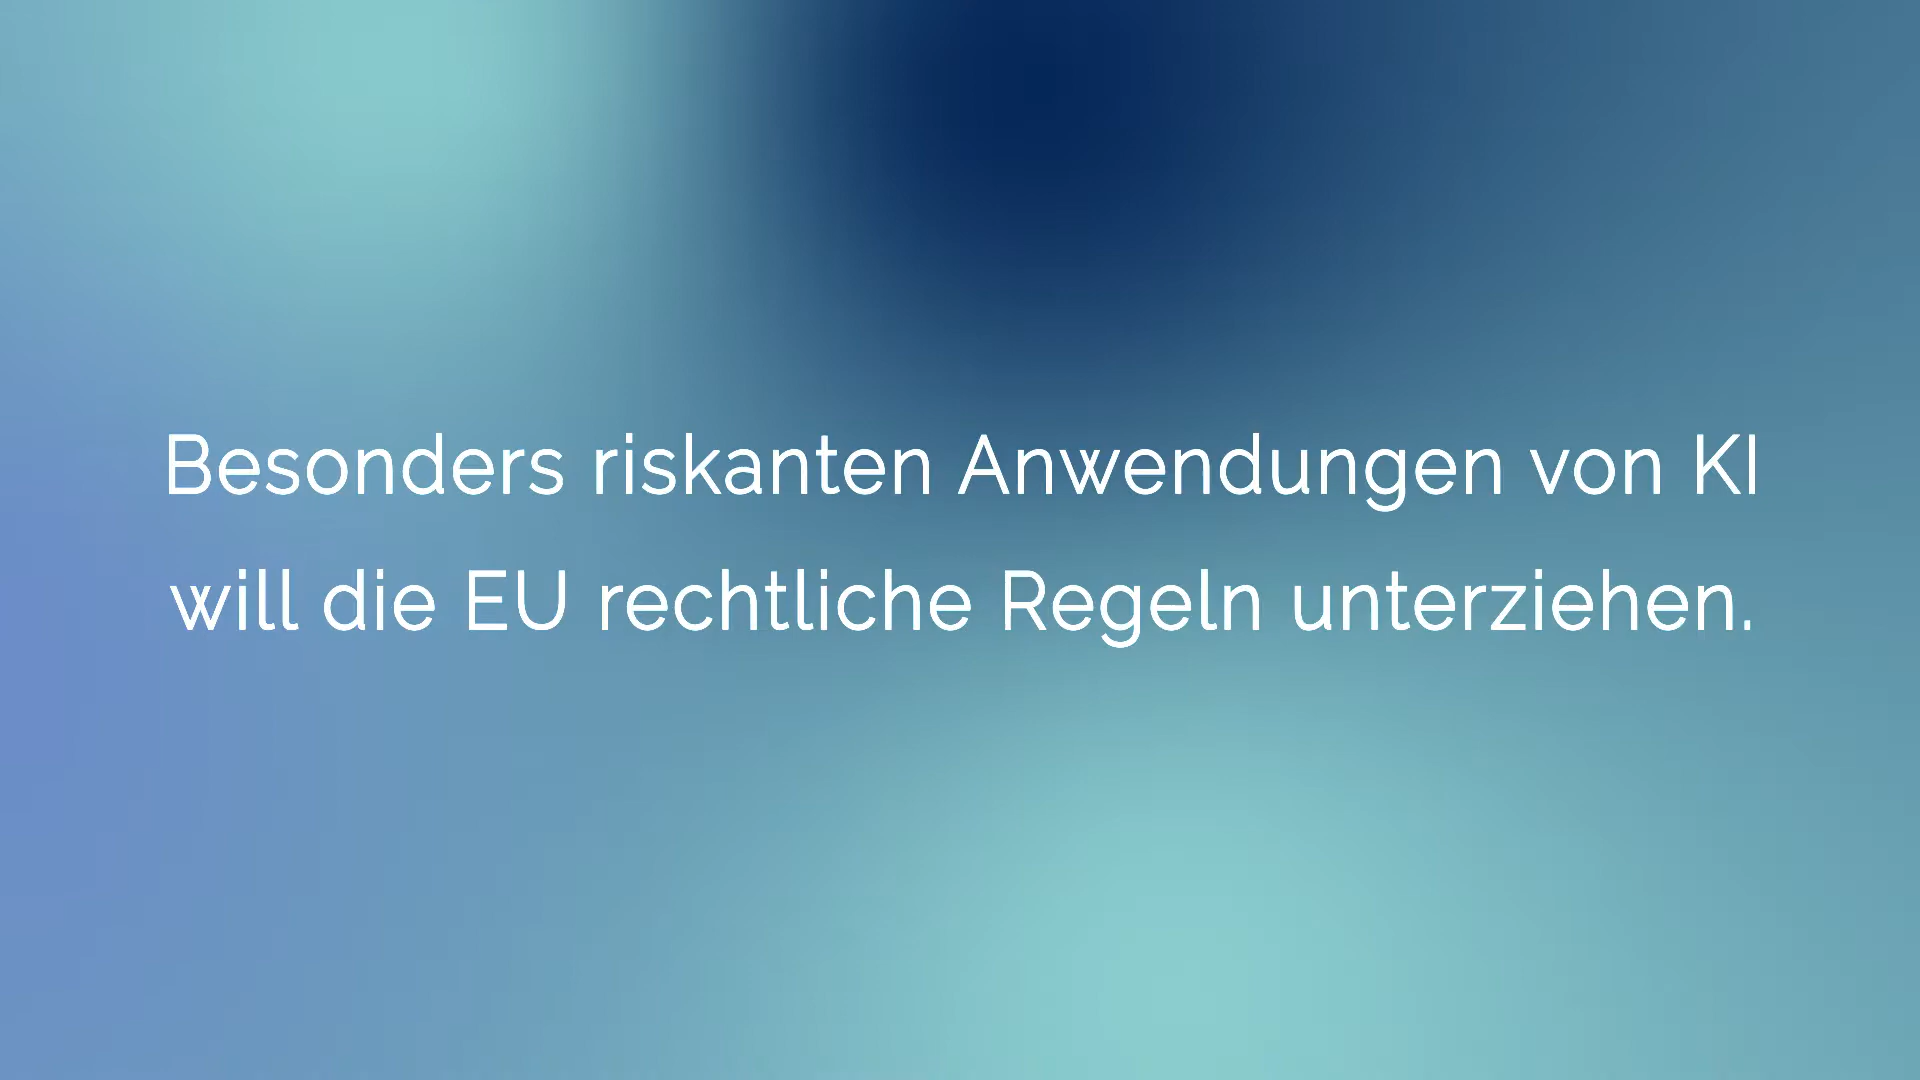 Besonders riskanten Anwendungen von KI
will die EU rechtliche Regeln unterziehen.